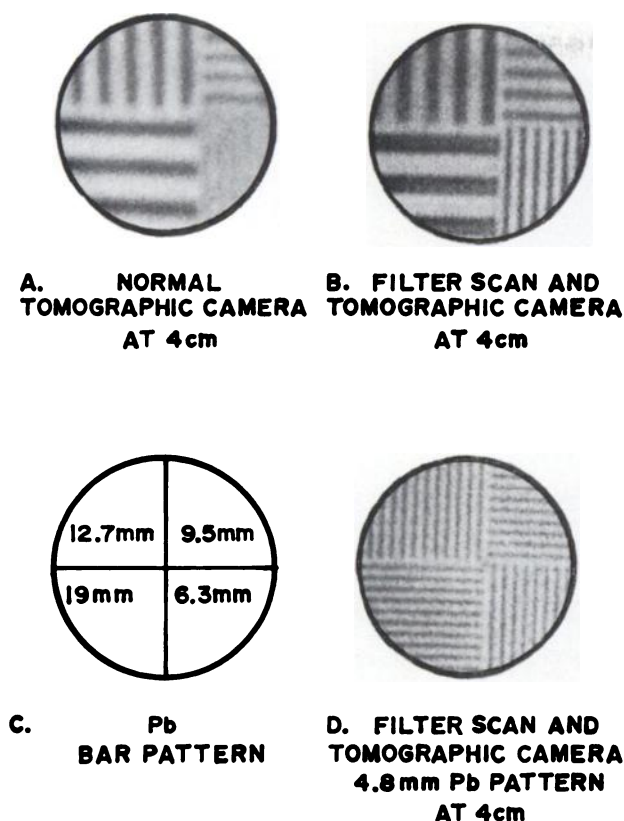 A. NORMAL
TOMOGRAPHIC CAMERA
AT 4cm
B. FILTER SCAN AND
TOMOGRAPHIC CAMERA
AT 4cm
12.7mm 9.5mm
19mm 6.3mm
C. Pb
BAR PATTERN
D. FILTER SCAN AND
TOMOGRAPHIC CAMERA
4.8mm Pb PATTERN
AT 4cm